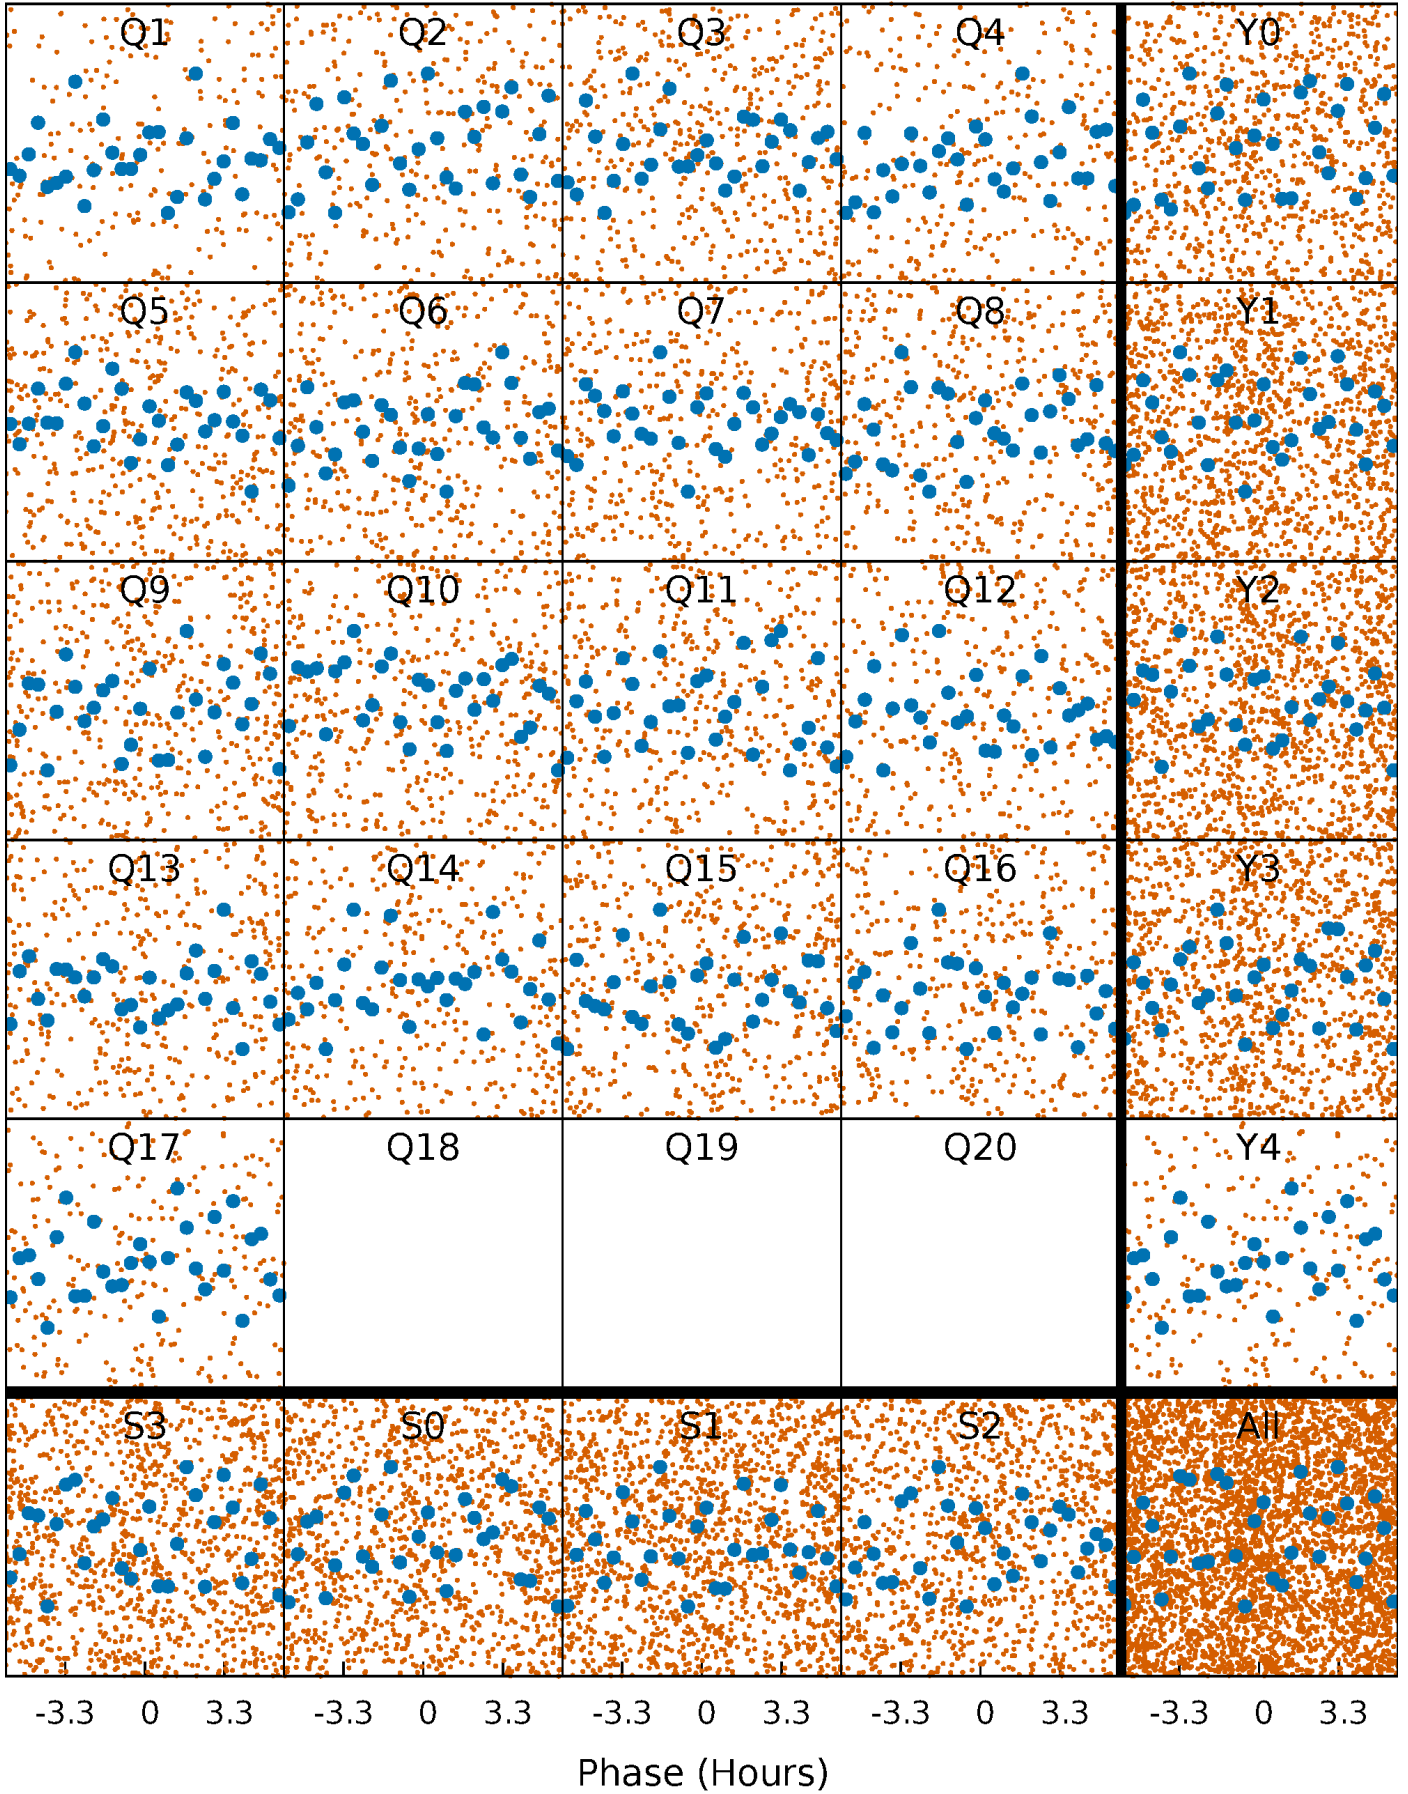 Q1 Q2 Q3 Q4 Y0
Q5 Q6 Q7 Q8 Y1
Q9 Q10 Q11 Q12 Y2
Q13 Q14 Q15 Q16 Y3
Q17 Q18 Q19 Q20 Y4
S3 S0 S1 S2 All
-3.3 0 3.3 -3.3 0 3.3 -3.3 0 3.3 -3.3 0 3.3 -3.3 0 3.3
Phase (Hours)